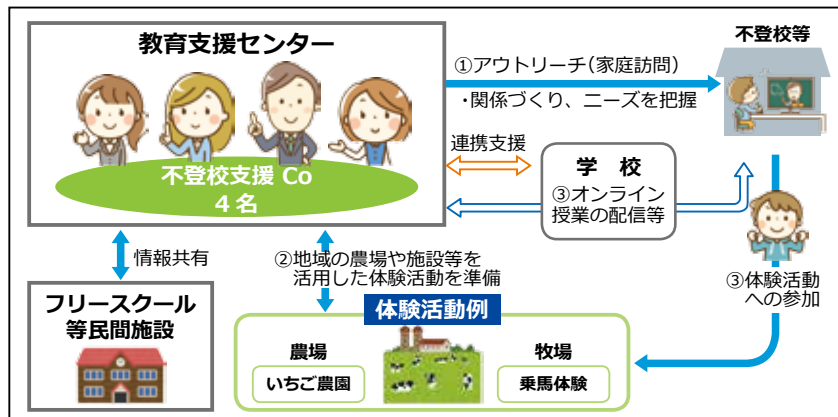 教育支援センター
不登校支援 Co
4 名
不登校等
①アウトリーチ(家庭訪問)
・関係づくり、ニーズを把握
連携支援
学 校
③オンライン
授業の配信等
情報共有
②地域の農場や施設等を
活用した体験活動を準備
③体験活動
への参加
フリースクール
等民間施設
体験活動例
農場
いちご農園
牧場
乗馬体験